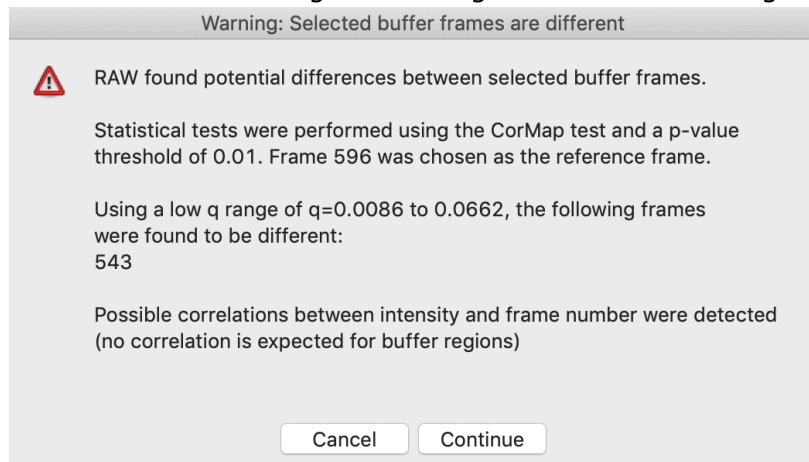 Warning: Selected buffer frames are different
RAW found potential differences between selected buffer frames.
Statistical tests were performed using the CorMap test and a p-value
threshold of 0.01. Frame 596 was chosen as the reference frame.
Using a low q range of q=0.0086 to 0.0662, the following frames
were found to be different:
543
Possible correlations between intensity and frame number were detected
(no correlation is expected for buffer regions)
Cancel Continue